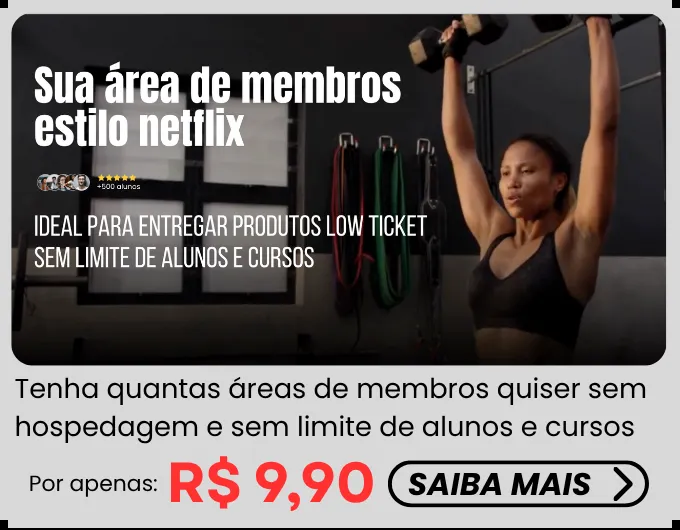 Sua área de membros
estilo netflix
+500 alunos
IDEAL PARA ENTREGAR PRODUTOS LOW TICKET
SEM LIMITE DE ALUNOS E CURSOS
Tenha quantas áreas de membros quiser sem
hospedagem e sem limite de alunos e cursos
Por apenas: R$ 9,90 SAIBA MAIS